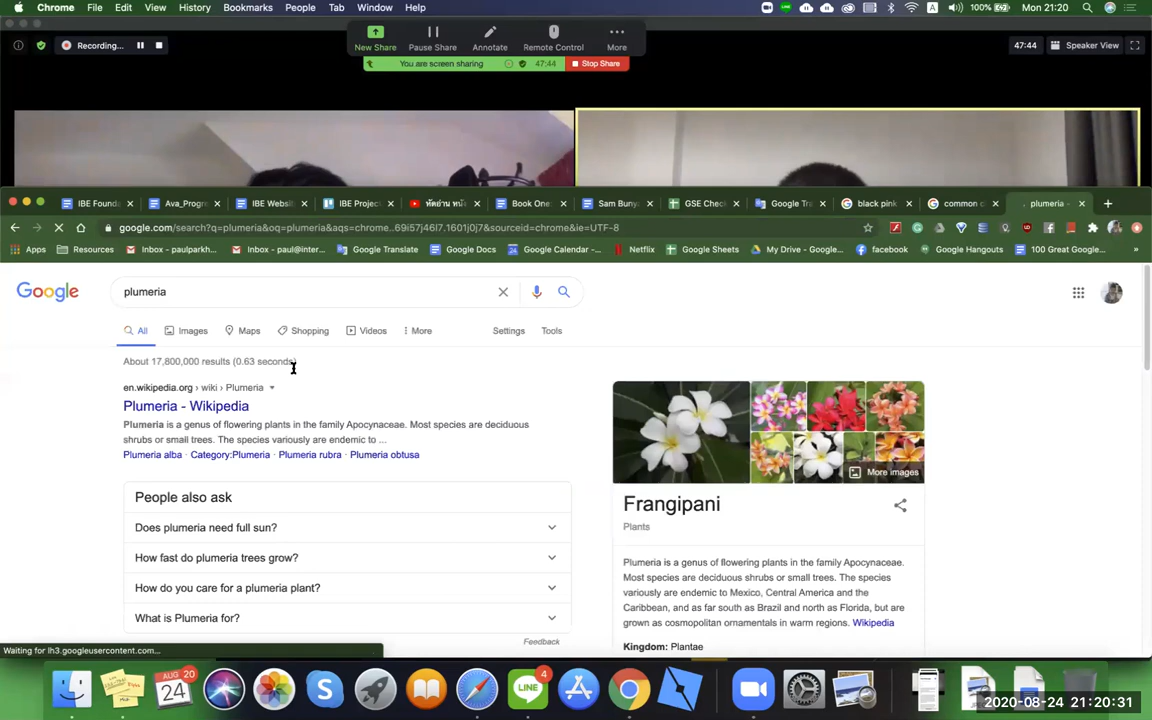 Chrome File Edit View History Bookmarks People Tab Window Help 100% Mon 21:20
Recording... New Share Pause Share Annotate Remote Control More 47:44 Speaker View
You are screen sharing 47:44 Stop Share
IBE Found Ava_Progr IBE Website IBE Projec ทัดอ่าน หนั Book One: Sam Buny GSE Check Google Tra black pink common c plumeria -
google.com/search?q=plumeria&oq=plumeria&aqs=chrome..69i57j46l7.1601j0j7&sourceid=chrome&ie=UTF-8
Apps Resources Inbox - paulparkh... Inbox - paul@inter... Google Translate Google Docs Google Calendar -... Netflix Google Sheets My Drive - Google... facebook Google Hangouts 100 Great Google... »
Google plumeria
All Images Maps Shopping Videos More Settings Tools
About 17,800,000 results (0.63 seconds)
en.wikipedia.org › wiki › Plumeria
Plumeria - Wikipedia
Plumeria is a genus of flowering plants in the family Apocynaceae. Most species are deciduous
shrubs or small trees. The species variously are endemic to ...
Plumeria alba · Category:Plumeria · Plumeria rubra · Plumeria obtusa
People also ask
Does plumeria need full sun?
How fast do plumeria trees grow?
How do you care for a plumeria plant?
What is Plumeria for?
Feedback
More images
Frangipani
Plants
Plumeria is a genus of flowering plants in the family Apocynaceae.
Most species are deciduous shrubs or small trees. The species
variously are endemic to Mexico, Central America and the
Caribbean, and as far south as Brazil and north as Florida, but are
grown as cosmopolitan ornamentals in warm regions. Wikipedia
Kingdom: Plantae
Waiting for lh3.googleusercontent.com...
AUG 20
24
4
2020-08-24 21:20:31